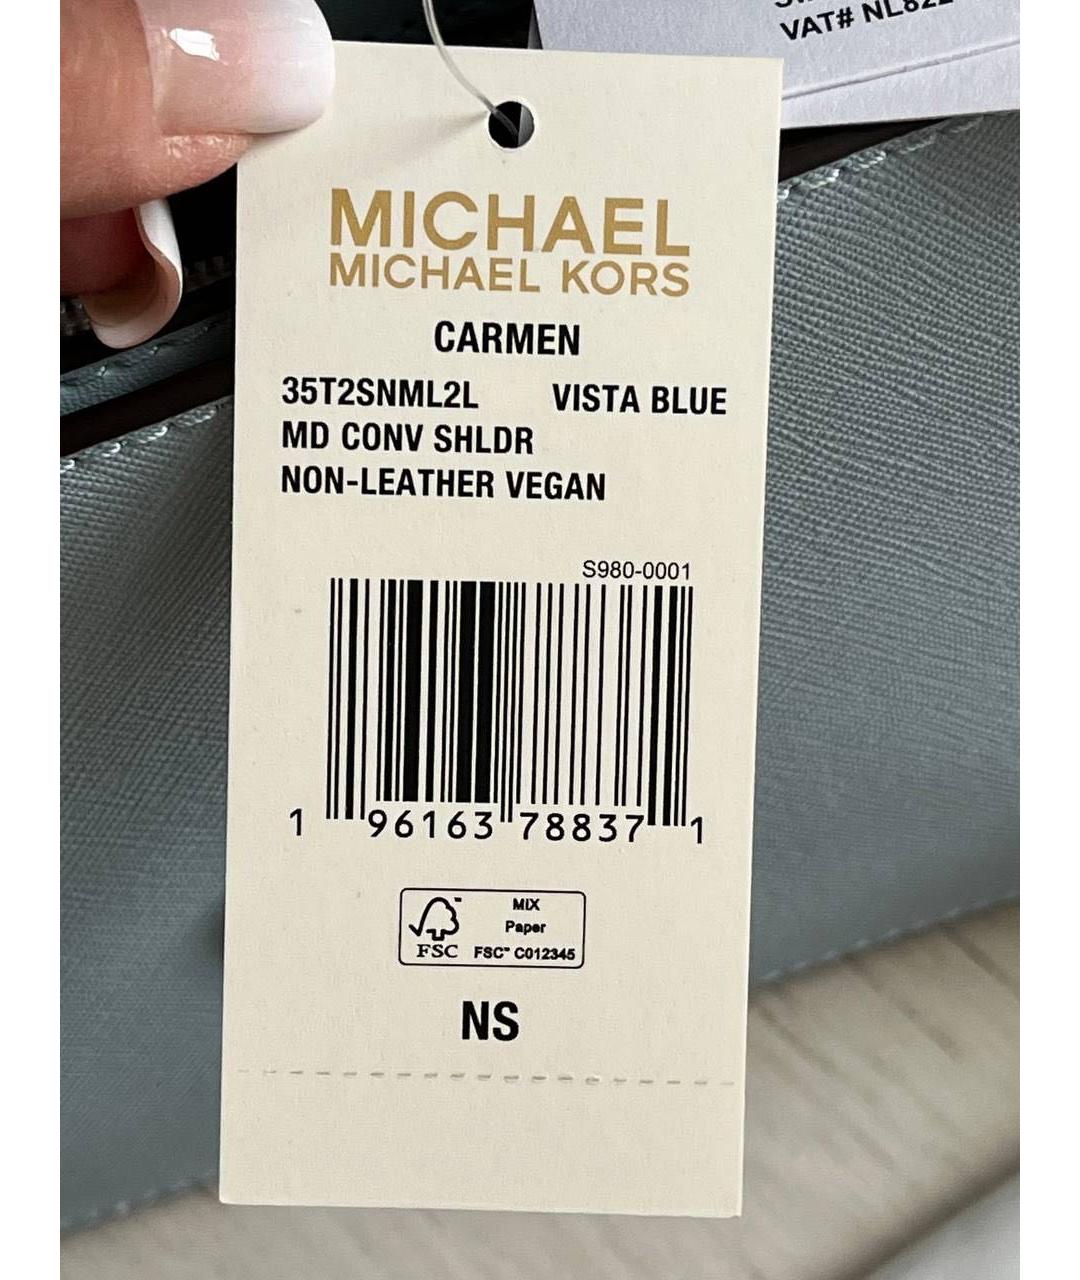 VAT# NL822
MICHAEL
MICHAEL KORS
CARMEN
35T2SNML2L VISTA BLUE
MD CONV SHLDR
NON-LEATHER VEGAN
S980-0001
1 96163 78837 1
MIX
Paper
FSC FSC™ C012345
NS